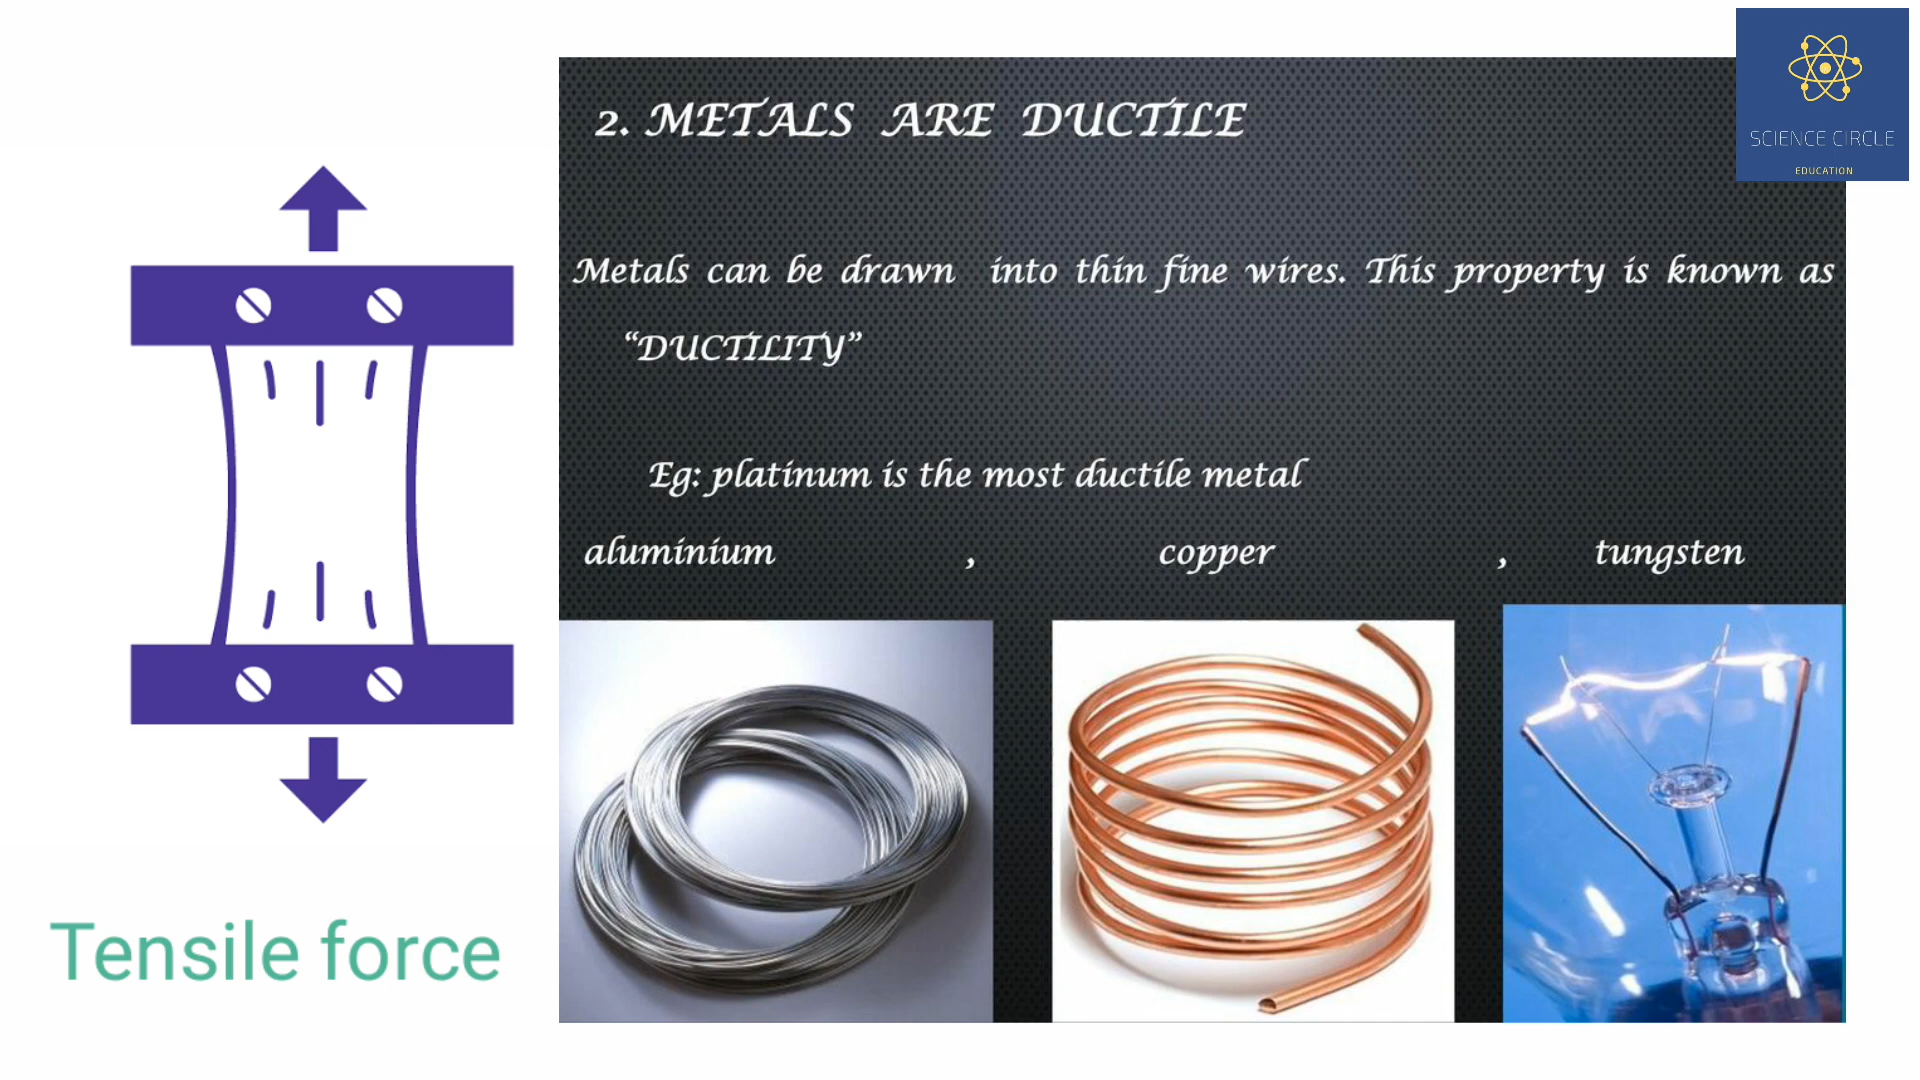 SCIENCE CIRCLE
EDUCATION
2. METALS ARE DUCTILE
Metals can be drawn into thin fine wires. This property is known as
“DUCTILITY”
Eg: platinum is the most ductile metal
aluminium , copper , tungsten
Tensile force